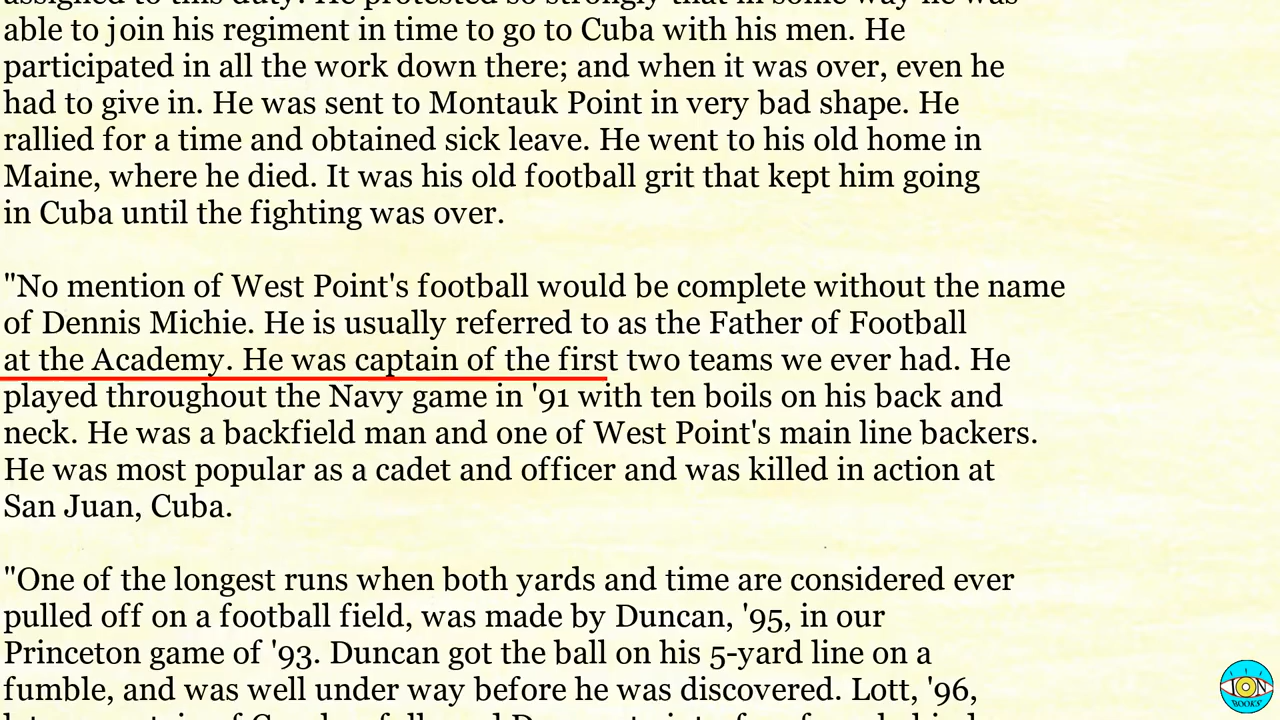 able to join his regiment in time to go to Cuba with his men. He
participated in all the work down there; and when it was over, even he
had to give in. He was sent to Montauk Point in very bad shape. He
rallied for a time and obtained sick leave. He went to his old home in
Maine, where he died. It was his old football grit that kept him going
in Cuba until the fighting was over.
"No mention of West Point's football would be complete without the name
of Dennis Michie. He is usually referred to as the Father of Football
at the Academy. He was captain of the first two teams we ever had. He
played throughout the Navy game in '91 with ten boils on his back and
neck. He was a backfield man and one of West Point's main line backers.
He was most popular as a cadet and officer and was killed in action at
San Juan, Cuba.
"One of the longest runs when both yards and time are considered ever
pulled off on a football field, was made by Duncan, '95, in our
Princeton game of '93. Duncan got the ball on his 5-yard line on a
fumble, and was well under way before he was discovered. Lott, '96,
ION
BOOKS